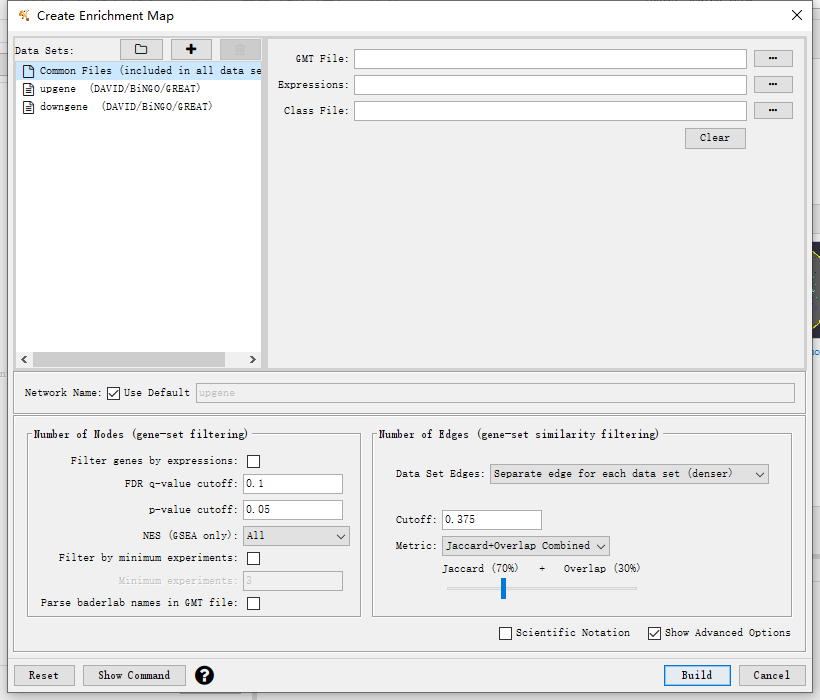 Create Enrichment Map
Data Sets:
Common Files (included in all data se
upgene (DAVID/BiNGO/GREAT)
downgene (DAVID/BiNGO/GREAT)
GMT File:
Expressions:
Class File:
Clear
Network Name: Use Default upgene
Number of Nodes (gene-set filtering)
Filter genes by expressions:
FDR q-value cutoff: 0.1
p-value cutoff: 0.05
NES (GSEA only): All
Filter by minimum experiments:
Minimum experiments: 3
Parse baderlab names in GMT file:
Number of Edges (gene-set similarity filtering)
Data Set Edges: Separate edge for each data set (denser)
Cutoff: 0.375
Metric: Jaccard+Overlap Combined
Jaccard (70%) + Overlap (30%)
Scientific Notation Show Advanced Options
Reset Show Command ? Build Cancel